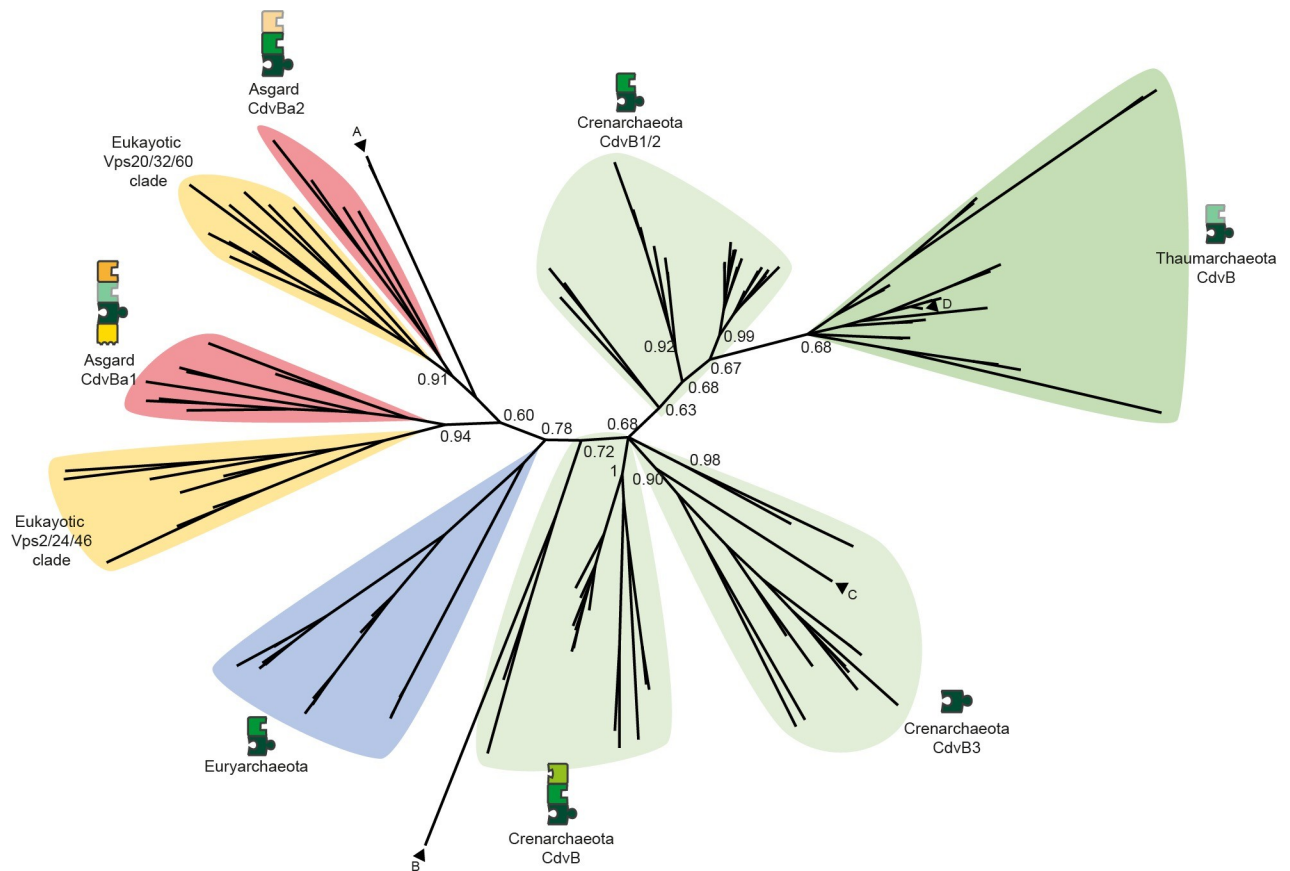 Asgard
CdvBa2
A
Eukayotic
Vps20/32/60
clade
Crenarchaeota
CdvB1/2
Thaumarchaeota
CdvB
D
Asgard
CdvBa1
0.92
0.99
0.68
0.67
0.68
0.91
0.63
0.60
0.94
0.78
0.68
0.72
1
0.90
0.98
Eukayotic
Vps2/24/46
clade
C
Crenarchaeota
CdvB3
Euryarchaeota
Crenarchaeota
CdvB
B